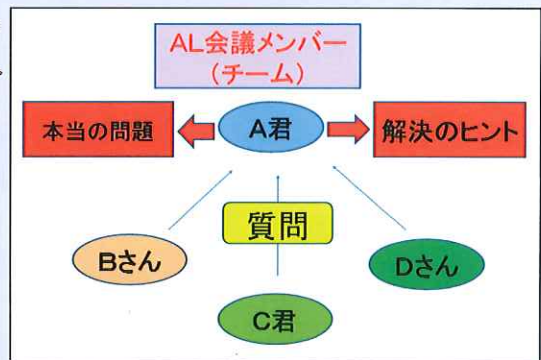 AL会議メンバー
(チーム)
本当の問題
A君
解決のヒント
質問
Bさん
Dさん
C君